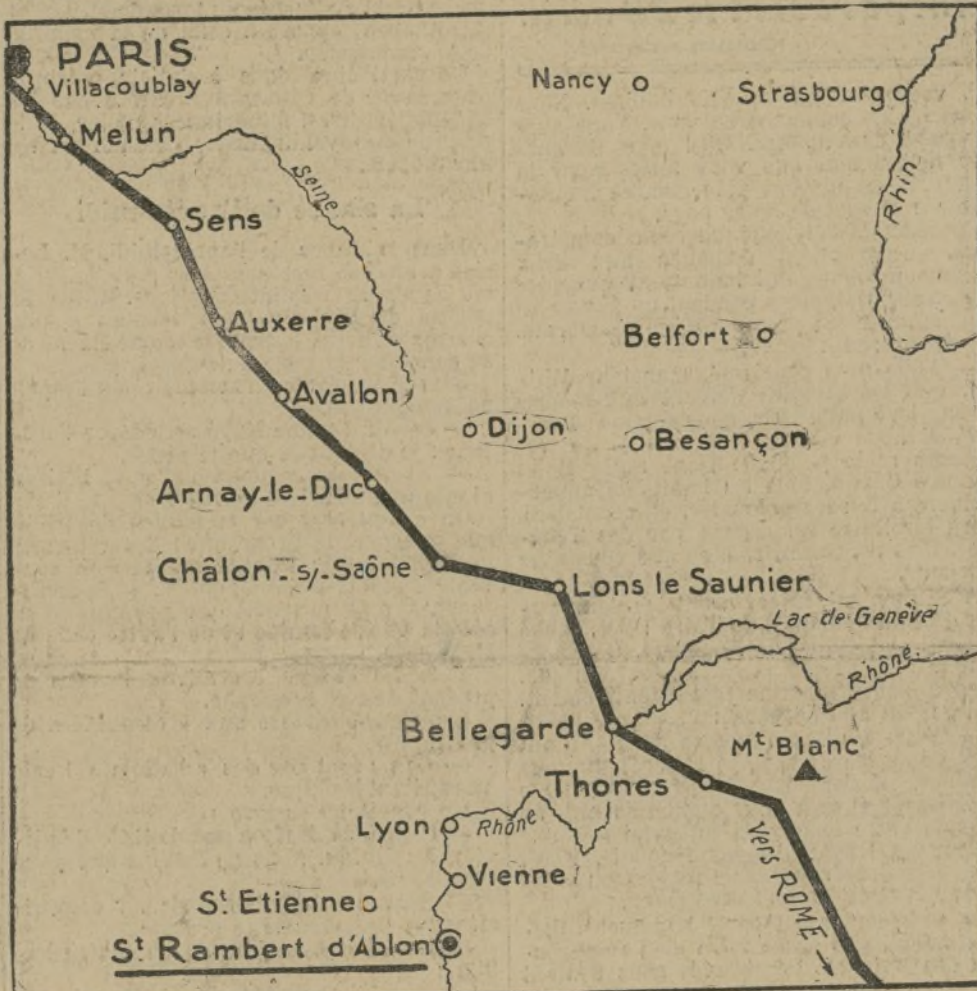 PARIS
Villacoublay
Nancy
Strasbourg
Melun
Seine
Rhin
Sens
Auxerre
Belfort
Avallon
Dijon
Besançon
Arnay-le-Duc
Châlon-s/-Saône
Lons le Saunier
Lac de Genève
Rhône
Bellegarde
Mt. Blanc
Thones
Lyon
Rhône
vers ROME
Vienne
St. Etienne
St Rambert d'Ablon